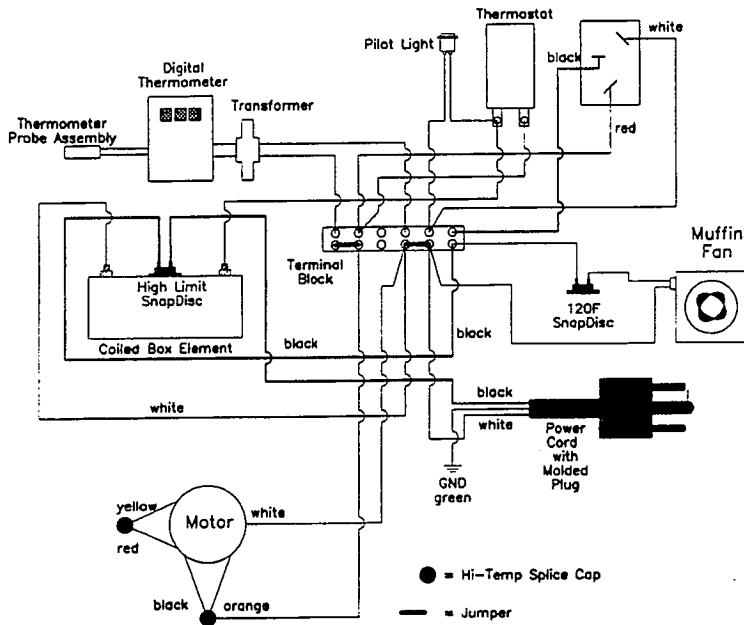 Thermostat
white
Pilot Light
black
Digital
Thermometer
Transformer
Thermometer
Probe Assembly
red
Muffin
Fan
Terminal
Block
High Limit
SnapDisc
120F
SnapDisc
Coiled Box Element
black
black
black
white
white
Power
Cord
with
Molded
Plug
GND
green
yellow
Motor
white
red
black
orange
= Hi-Temp Splice Cap
= Jumper